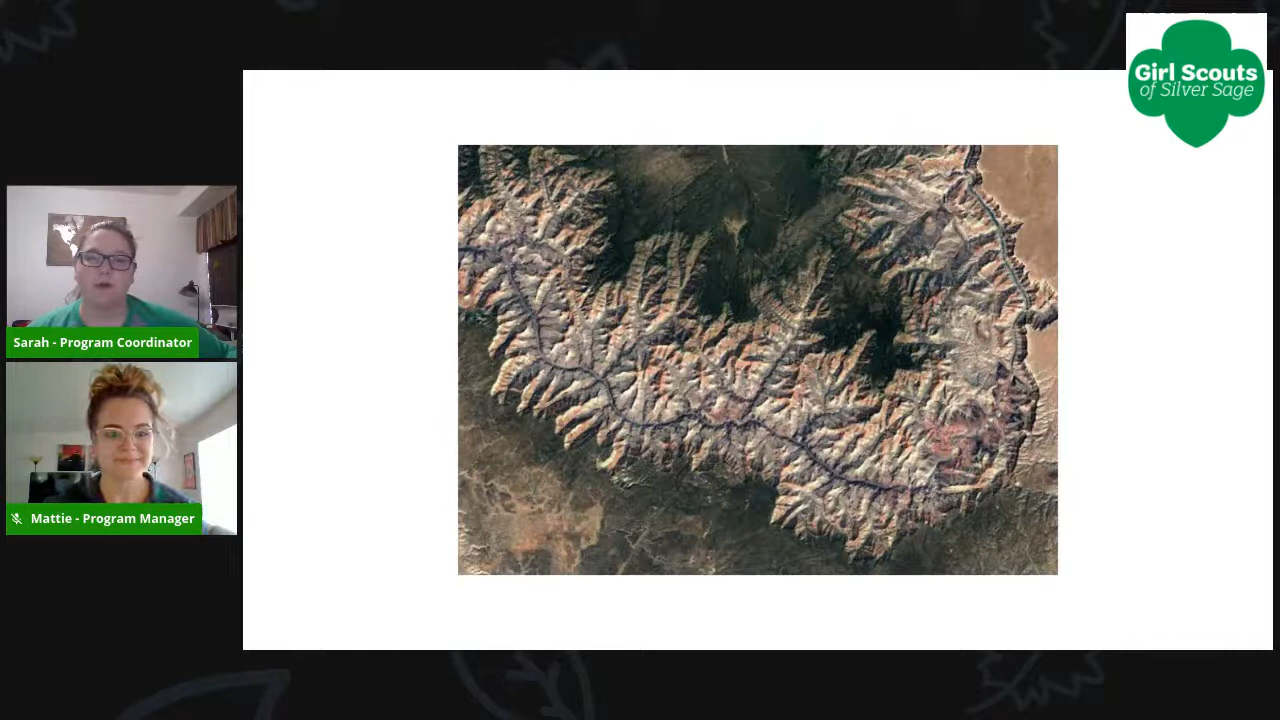 Girl Scouts
of Silver Sage
Sarah - Program Coordinator
Mattie - Program Manager